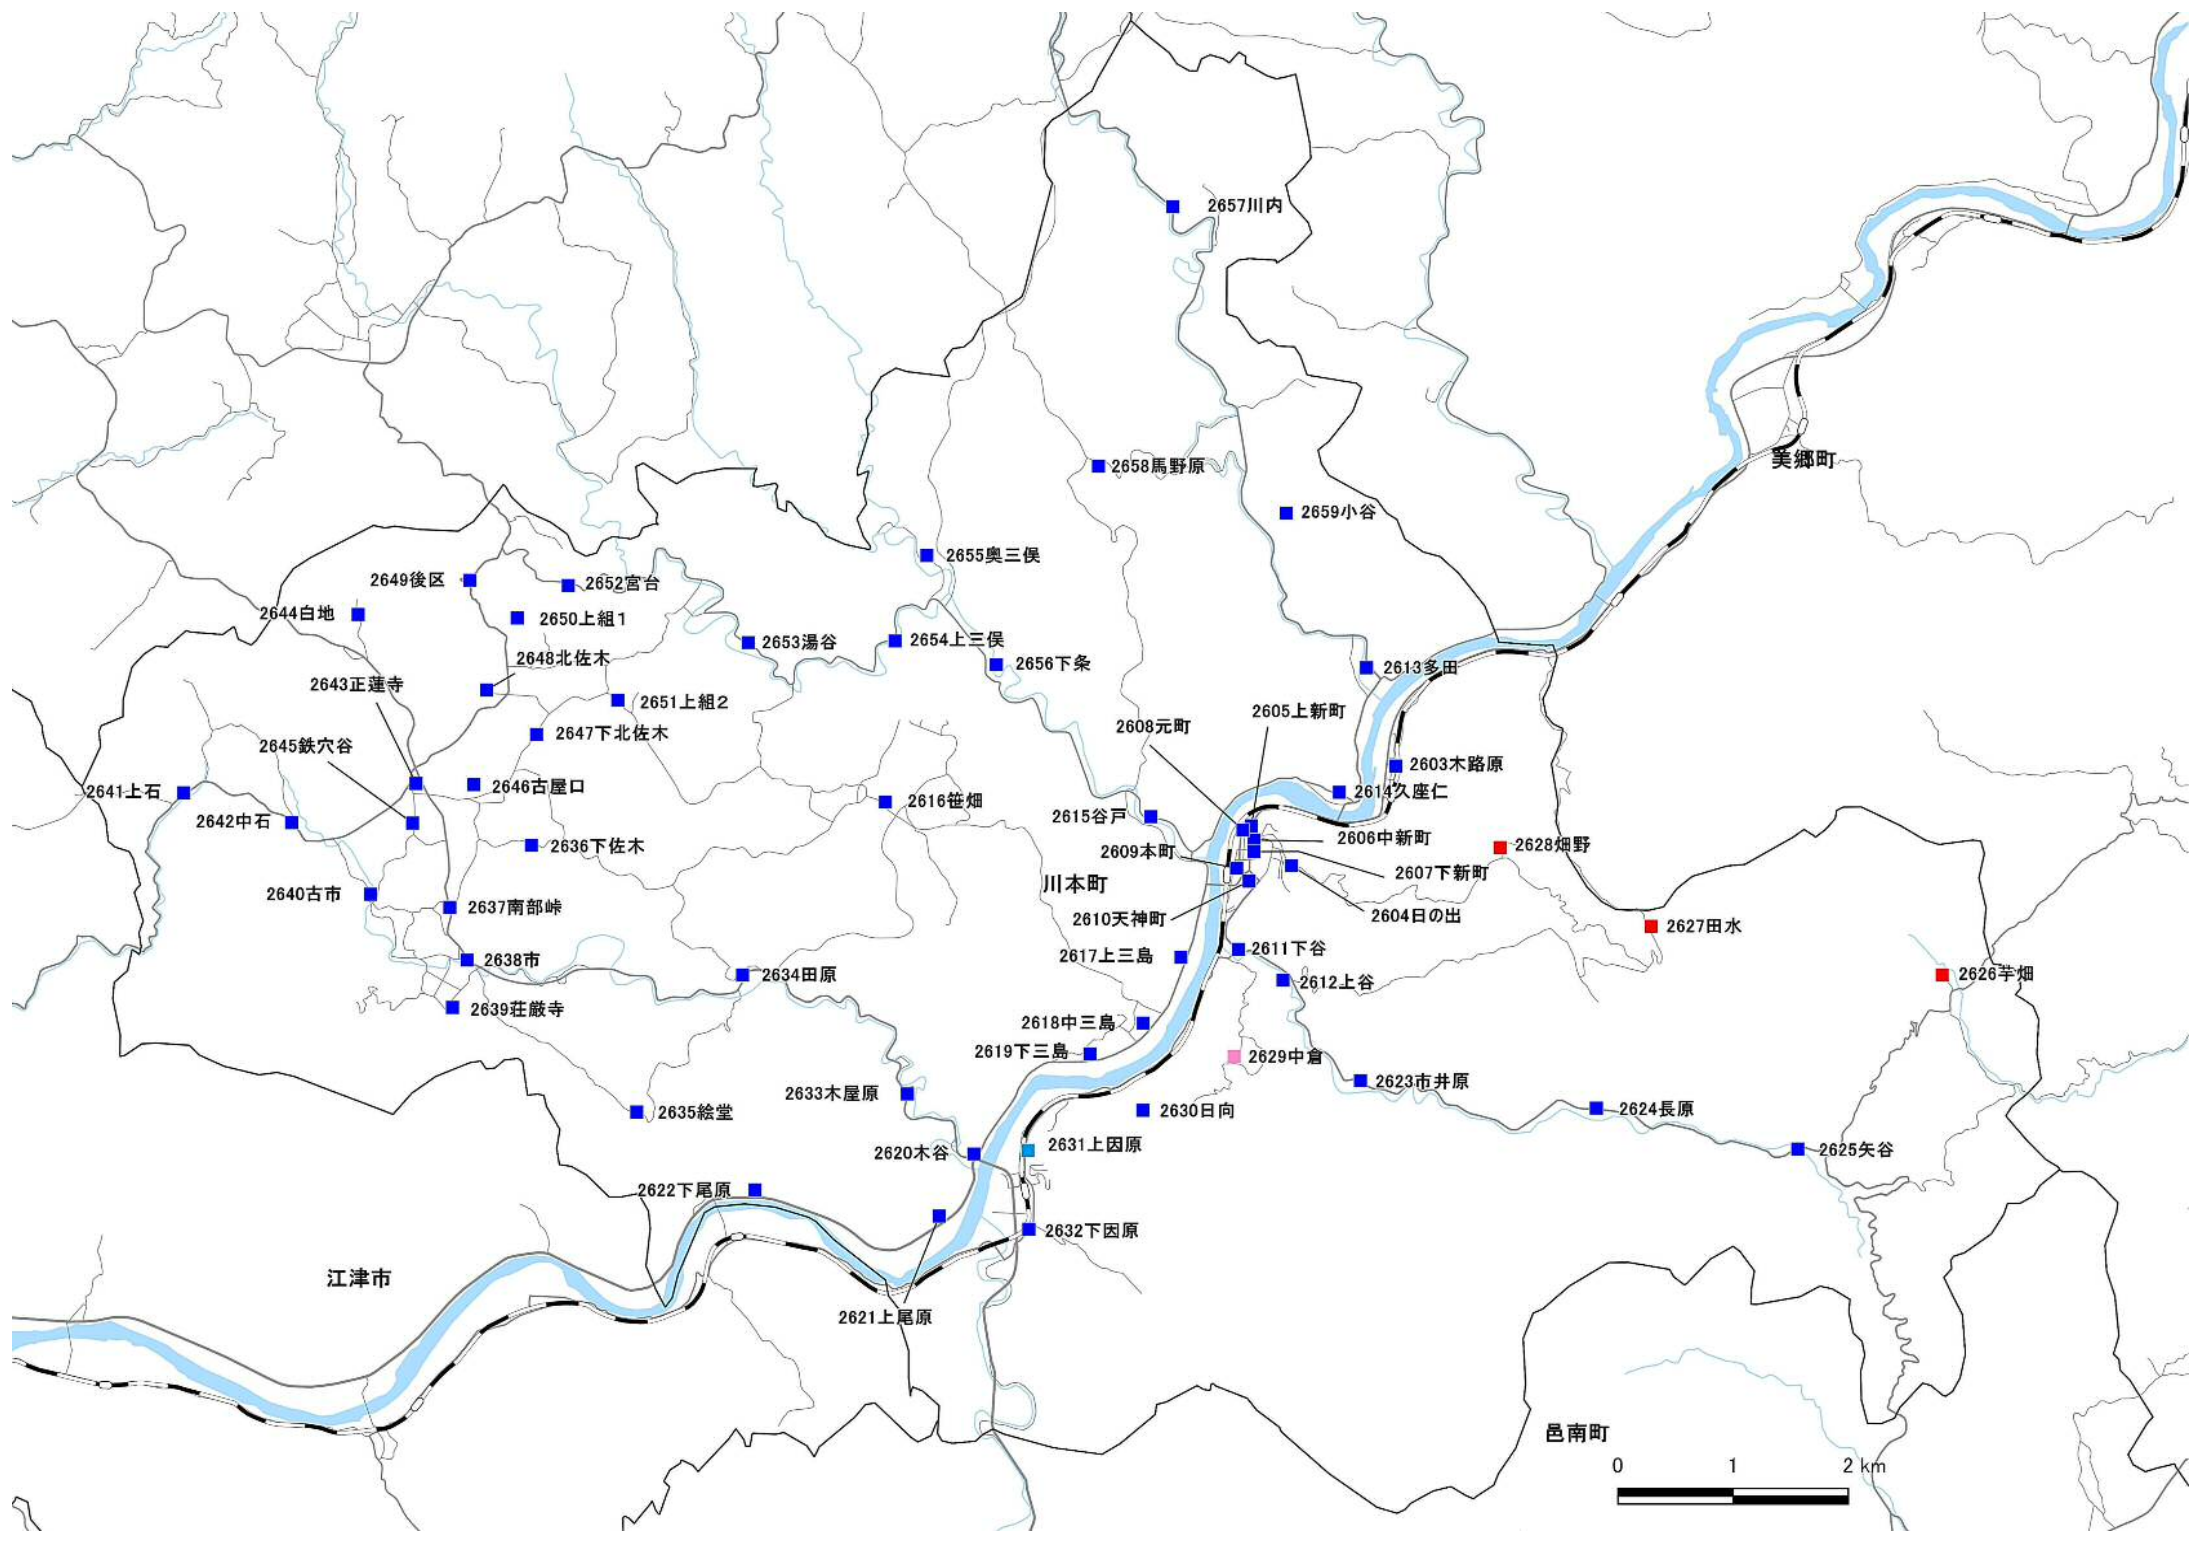 2657川内
2658馬野原
美郷町
2659小谷
2655奥三俣
2649後区
2652宮台
2644白地
2650上組1
2653湯谷
2654上三俣
2648北佐木
2656下条
2613多田
2643正蓮寺
2651上組2
2605上新町
2608元町
2647下北佐木
2645鉄穴谷
2603木路原
2646古屋口
2641上石
2614久座仁
2616笹畑
2615谷戸
2642中石
2606中新町
2636下佐木
2628畑野
2609本町
2607下新町
川本町
2640古市
2637南部峠
2604日の出
2610天神町
2627田水
2611下谷
2617上三島
2638市
2634田原
2626芋畑
2612上谷
2639荘厳寺
2618中三島
2619下三島
2629中倉
2623市井原
2633木屋原
2624長原
2635絵堂
2630日向
2631上因原
2625矢谷
2620木谷
2622下尾原
2632下因原
江津市
2621上尾原
邑南町
0 1 2 km